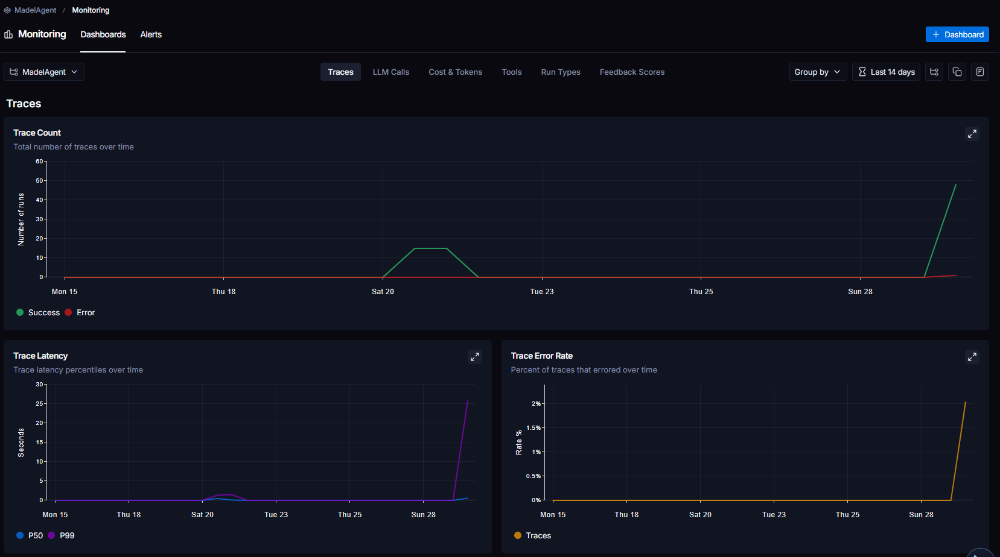 MadelAgent / Monitoring
Monitoring Dashboards Alerts
+ Dashboard
MadelAgent
Traces LLM Calls Cost & Tokens Tools Run Types Feedback Scores
Group by Last 14 days
Traces
Trace Count
Total number of traces over time
Number of runs
60
50
40
30
20
10
0
Mon 15 Thu 18 Sat 20 Tue 23 Thu 25 Sun 28
Success Error
Trace Latency
Trace latency percentiles over time
Seconds
30
25
20
15
10
5
0
Mon 15 Thu 18 Sat 20 Tue 23 Thu 25 Sun 28
P50 P99
Trace Error Rate
Percent of traces that errored over time
Rate %
2%
1.5%
1%
0.5%
0%
Mon 15 Thu 18 Sat 20 Tue 23 Thu 25 Sun 28
Traces